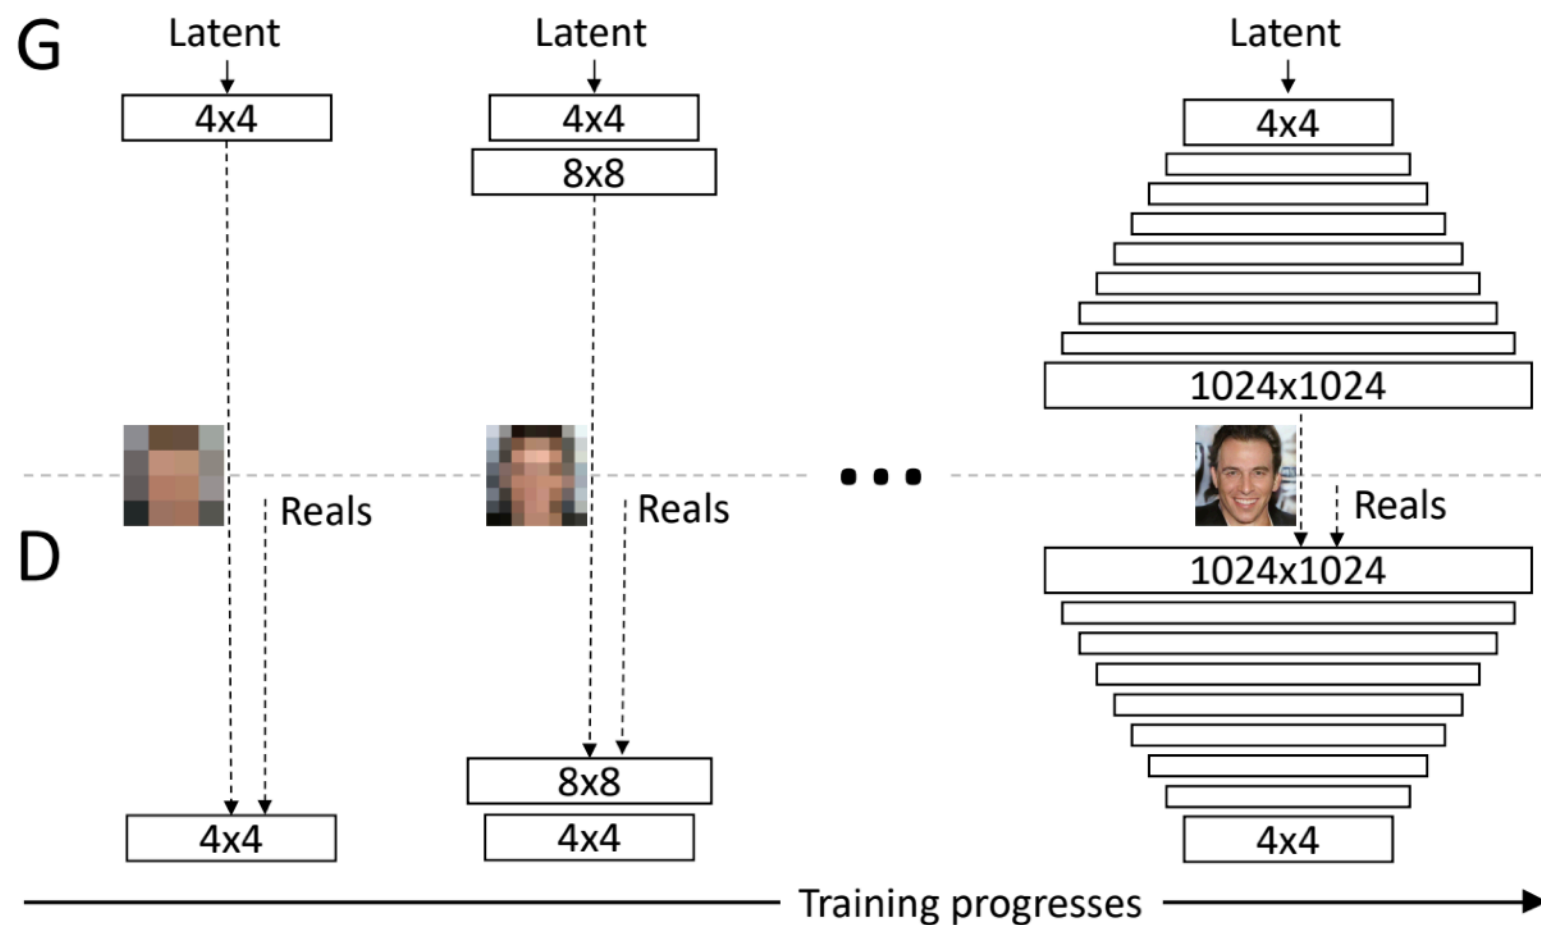 G
Latent
Latent
Latent
4x4
4x4
4x4
8x8
1024x1024
Reals
Reals
Reals
D
1024x1024
8x8
4x4
4x4
4x4
Training progresses